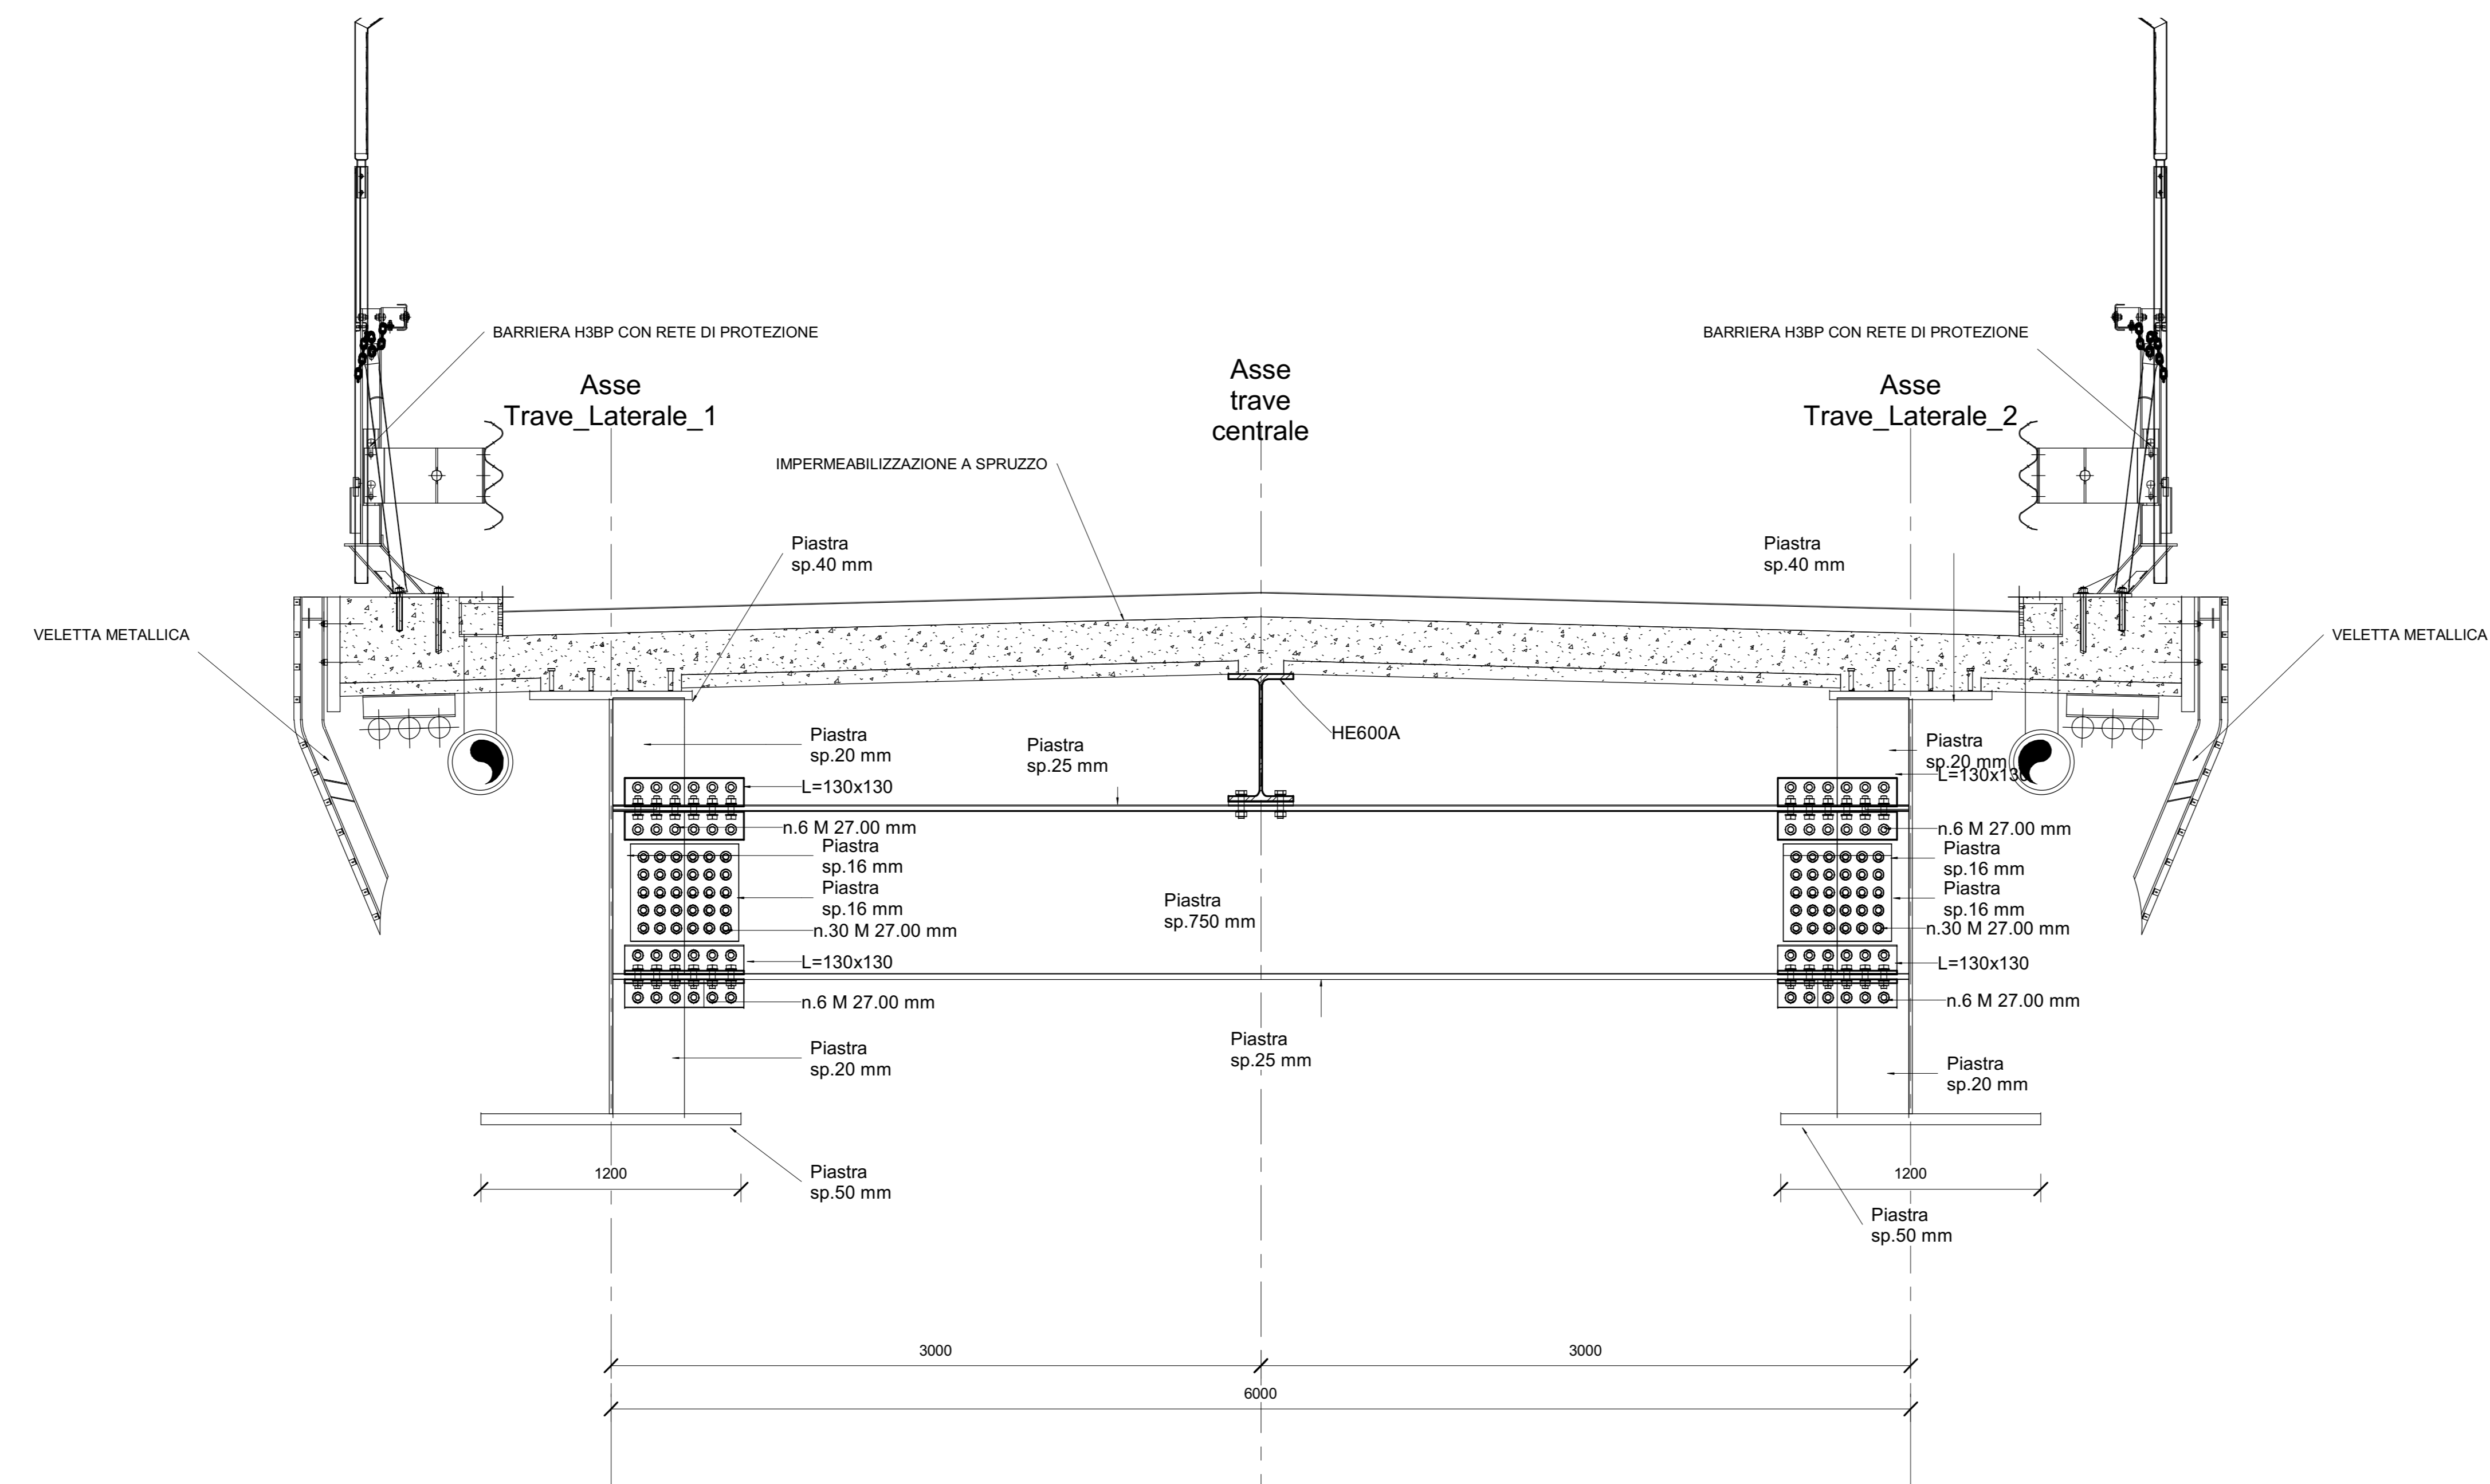 BARRIERA H3BP CON RETE DI PROTEZIONE
BARRIERA H3BP CON RETE DI PROTEZIONE
Asse
Trave_Laterale_1
Asse
trave
centrale
Asse
Trave_Laterale_2
IMPERMEABILIZZAZIONE A SPRUZZO
Piastra
sp.40 mm
Piastra
sp.40 mm
VELETTA METALLICA
VELETTA METALLICA
HE600A
Piastra
sp.20 mm
Piastra
sp.25 mm
Piastra
sp.20 mm
L=130x130
L=130x130
n.6 M 27.00 mm
n.6 M 27.00 mm
Piastra
sp.16 mm
Piastra
sp.16 mm
Piastra
sp.16 mm
Piastra
sp.16 mm
Piastra
sp.750 mm
n.30 M 27.00 mm
n.30 M 27.00 mm
L=130x130
L=130x130
n.6 M 27.00 mm
n.6 M 27.00 mm
Piastra
sp.20 mm
Piastra
sp.25 mm
Piastra
sp.20 mm
1200
Piastra
sp.50 mm
1200
Piastra
sp.50 mm
3000
3000
6000